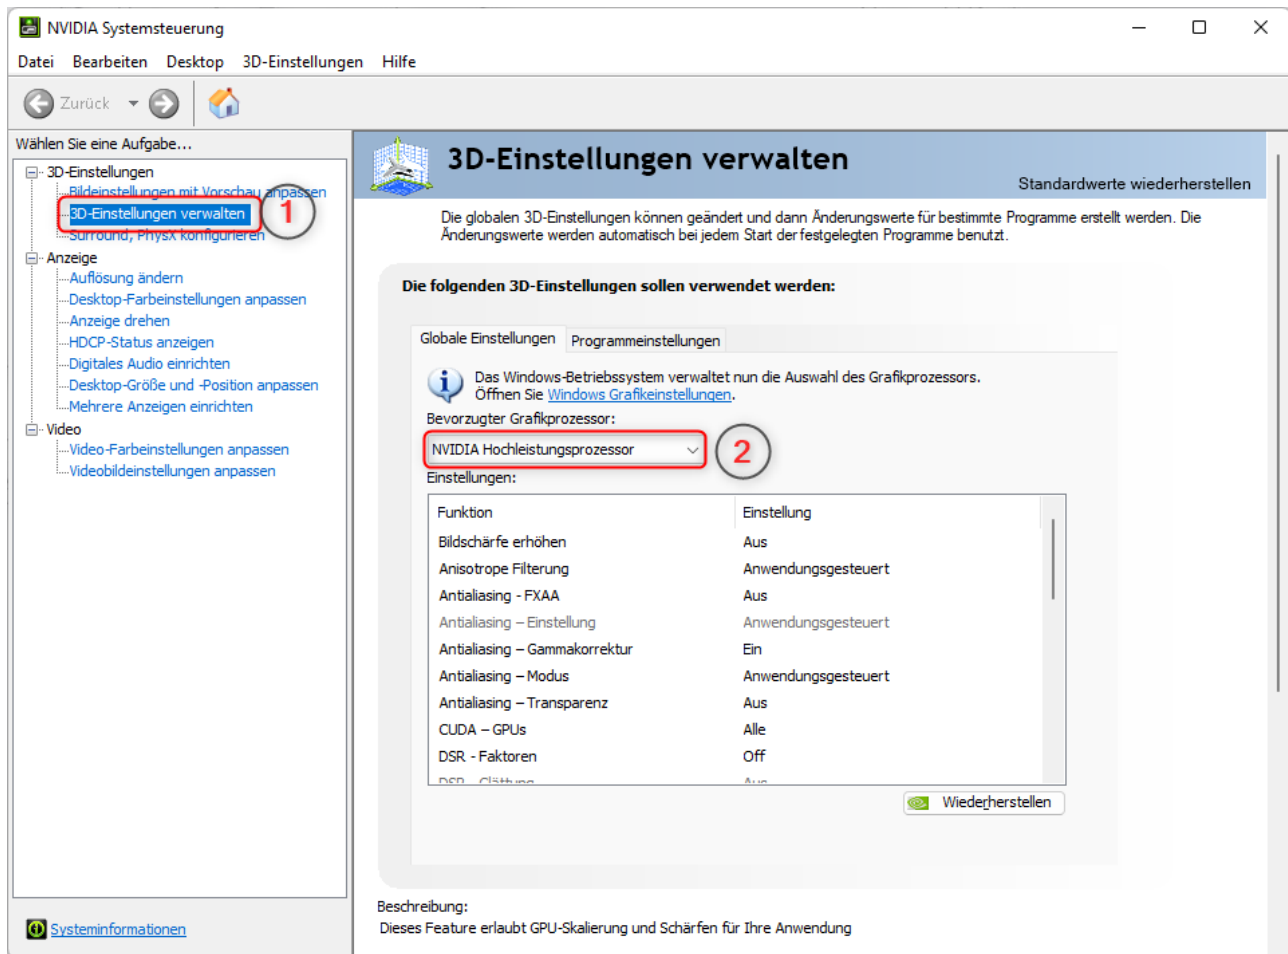 NVIDIA Systemsteuerung
Datei Bearbeiten Desktop 3D-Einstellungen Hilfe
Zurück
Wählen Sie eine Aufgabe...
3D-Einstellungen
Bildeinstellungen mit Vorschau anpassen
3D-Einstellungen verwalten
1
Surround, PhysX konfigurieren
Anzeige
Auflösung ändern
Desktop-Farbeinstellungen anpassen
Anzeige drehen
HDCP-Status anzeigen
Digitales Audio einrichten
Desktop-Größe und -Position anpassen
Mehrere Anzeigen einrichten
Video
Video-Farbeinstellungen anpassen
Videobildeinstellungen anpassen
Systeminformationen
3D-Einstellungen verwalten
Standardwerte wiederherstellen
Die globalen 3D-Einstellungen können geändert und dann Änderungswerte für bestimmte Programme erstellt werden. Die
Änderungswerte werden automatisch bei jedem Start der festgelegten Programme benutzt.
Die folgenden 3D-Einstellungen sollen verwendet werden:
Globale Einstellungen Programmeinstellungen
Das Windows-Betriebssystem verwaltet nun die Auswahl des Grafikprozessors.
Öffnen Sie Windows Grafikeinstellungen.
Bevorzugter Grafikprozessor:
NVIDIA Hochleistungsprozessor
2
Einstellungen:
Funktion Einstellung
Bildschärfe erhöhen Aus
Anisotrope Filterung Anwendungsgesteuert
Antialiasing - FXAA Aus
Antialiasing – Einstellung Anwendungsgesteuert
Antialiasing – Gammakorrektur Ein
Antialiasing – Modus Anwendungsgesteuert
Antialiasing – Transparenz Aus
CUDA – GPUs Alle
DSR - Faktoren Off
DSR - Glättung Aus
Wiederherstellen
Beschreibung:
Dieses Feature erlaubt GPU-Skalierung und Schärfen für Ihre Anwendung